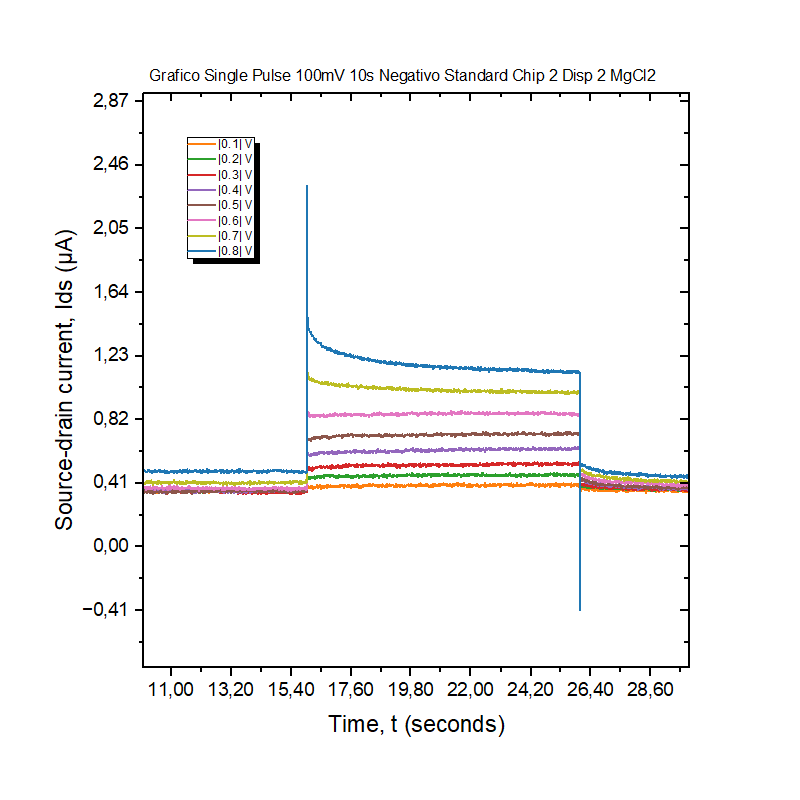 Grafico Single Pulse 100mV 10s Negativo Standard Chip 2 Disp 2 MgCl2
2,87
2,46
2,05
1,64
1,23
0,82
0,41
0,00
−0,41
Source-drain current, Ids (μA)
|0.1| V
|0.2| V
|0.3| V
|0.4| V
|0.5| V
|0.6| V
|0.7| V
|0.8| V
11,00 13,20 15,40 17,60 19,80 22,00 24,20 26,40 28,60
Time, t (seconds)